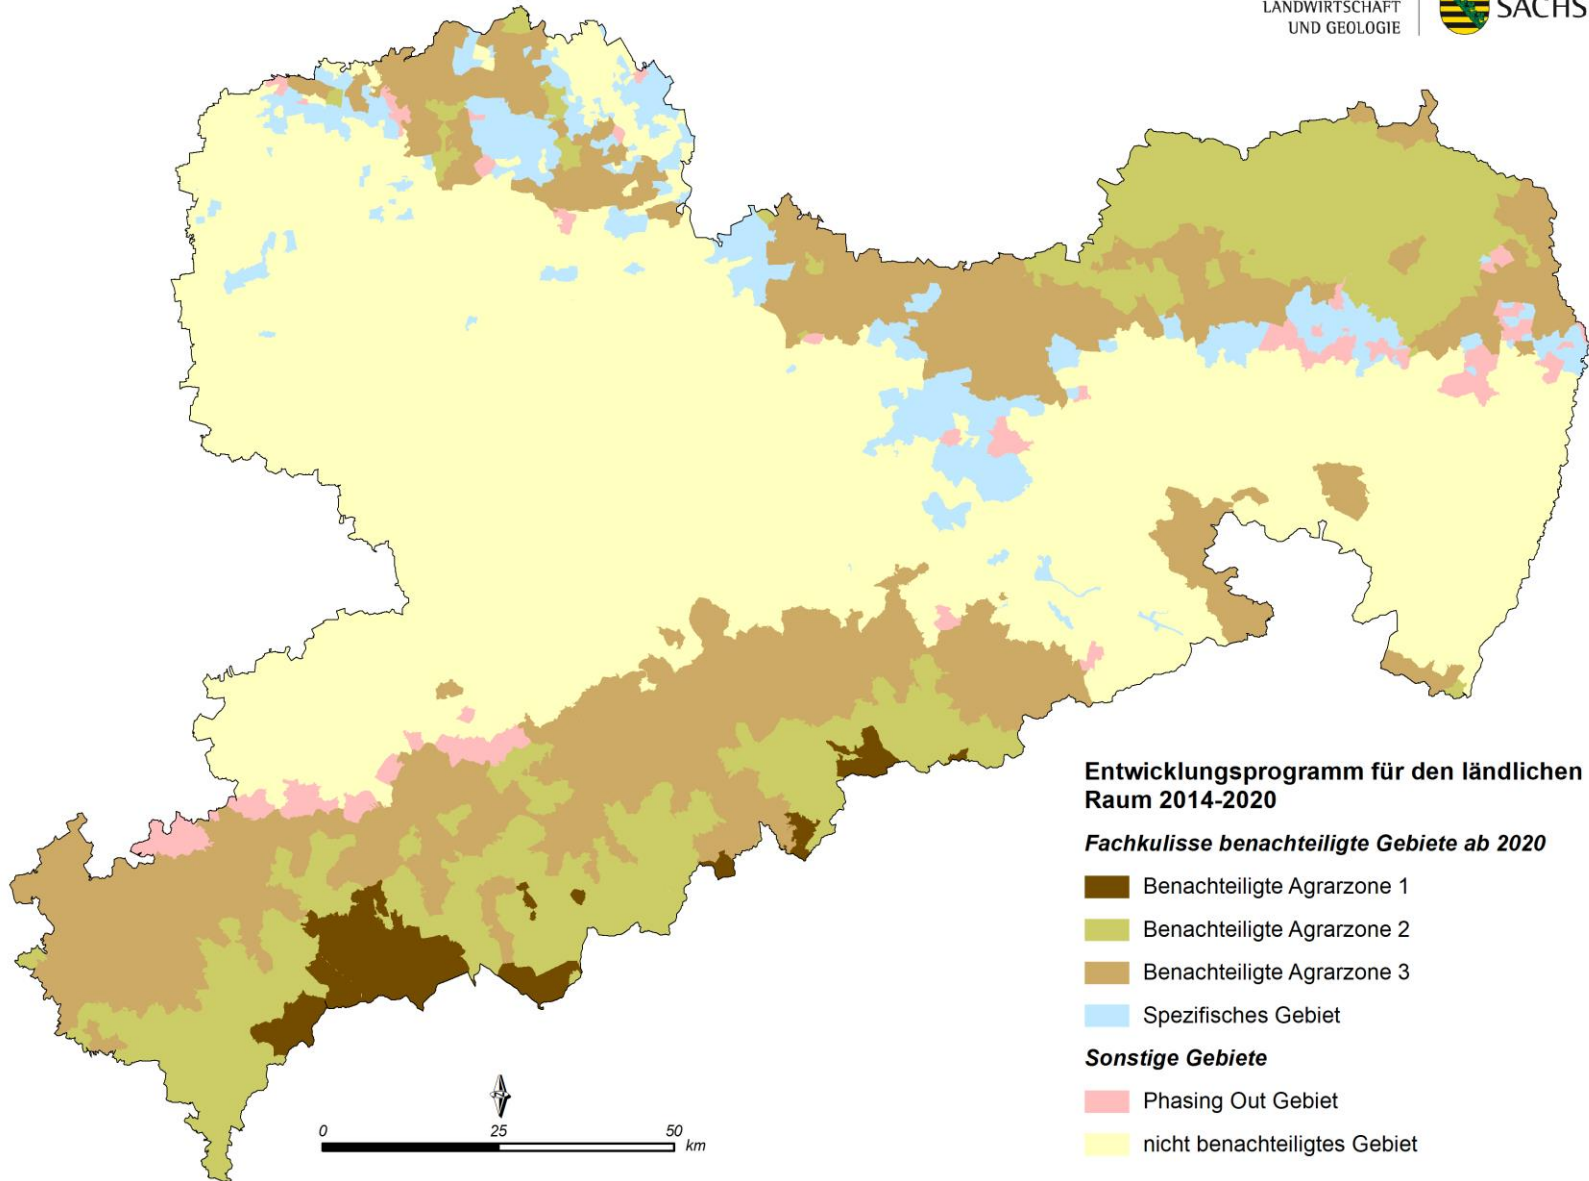 LANDWIRTSCHAFT
UND GEOLOGIE
SACHS
Entwicklungsprogramm für den ländlichen
Raum 2014-2020
Fachkulisse benachteiligte Gebiete ab 2020
Benachteiligte Agrarzone 1
Benachteiligte Agrarzone 2
Benachteiligte Agrarzone 3
Spezifisches Gebiet
Sonstige Gebiete
Phasing Out Gebiet
nicht benachteiligtes Gebiet
0 25 50
km